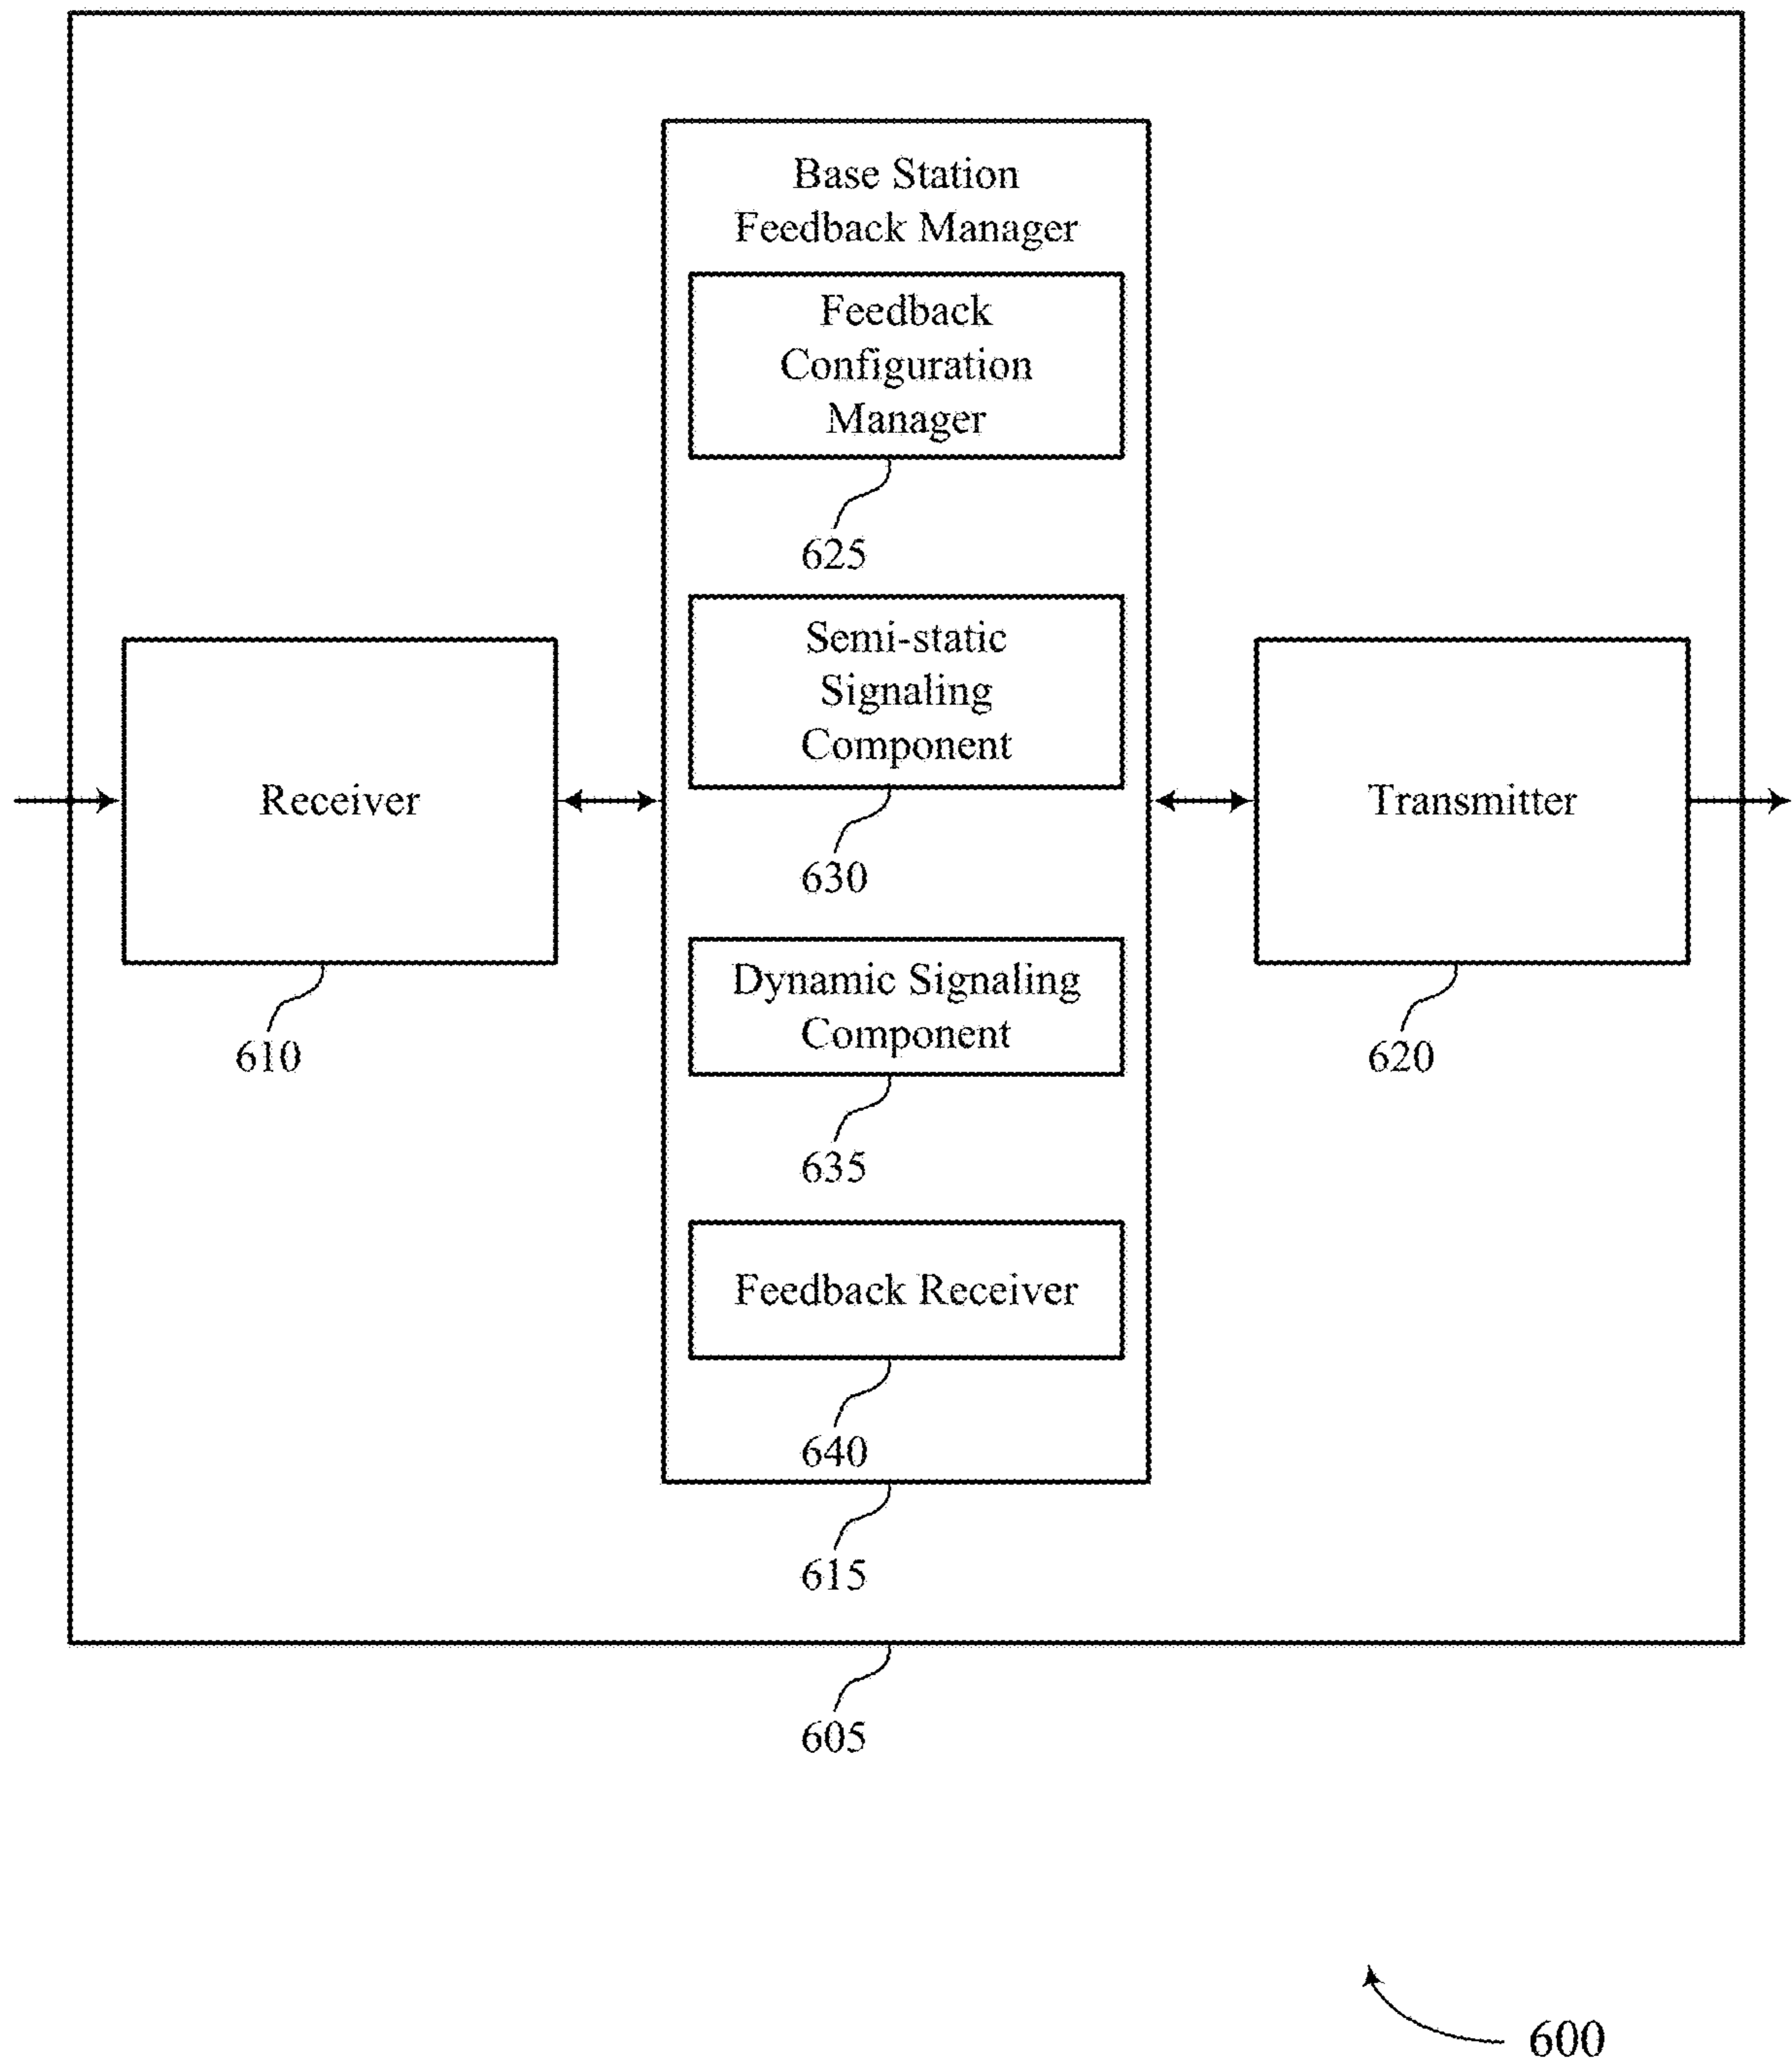 Base Station
Feedback Manager
Feedback
Configuration
Manager
625
Semi-static
Signaling
Component
630
Dynamic Signaling
Component
635
Feedback Receiver
640
615
Receiver
610
Transmitter
620
605
600